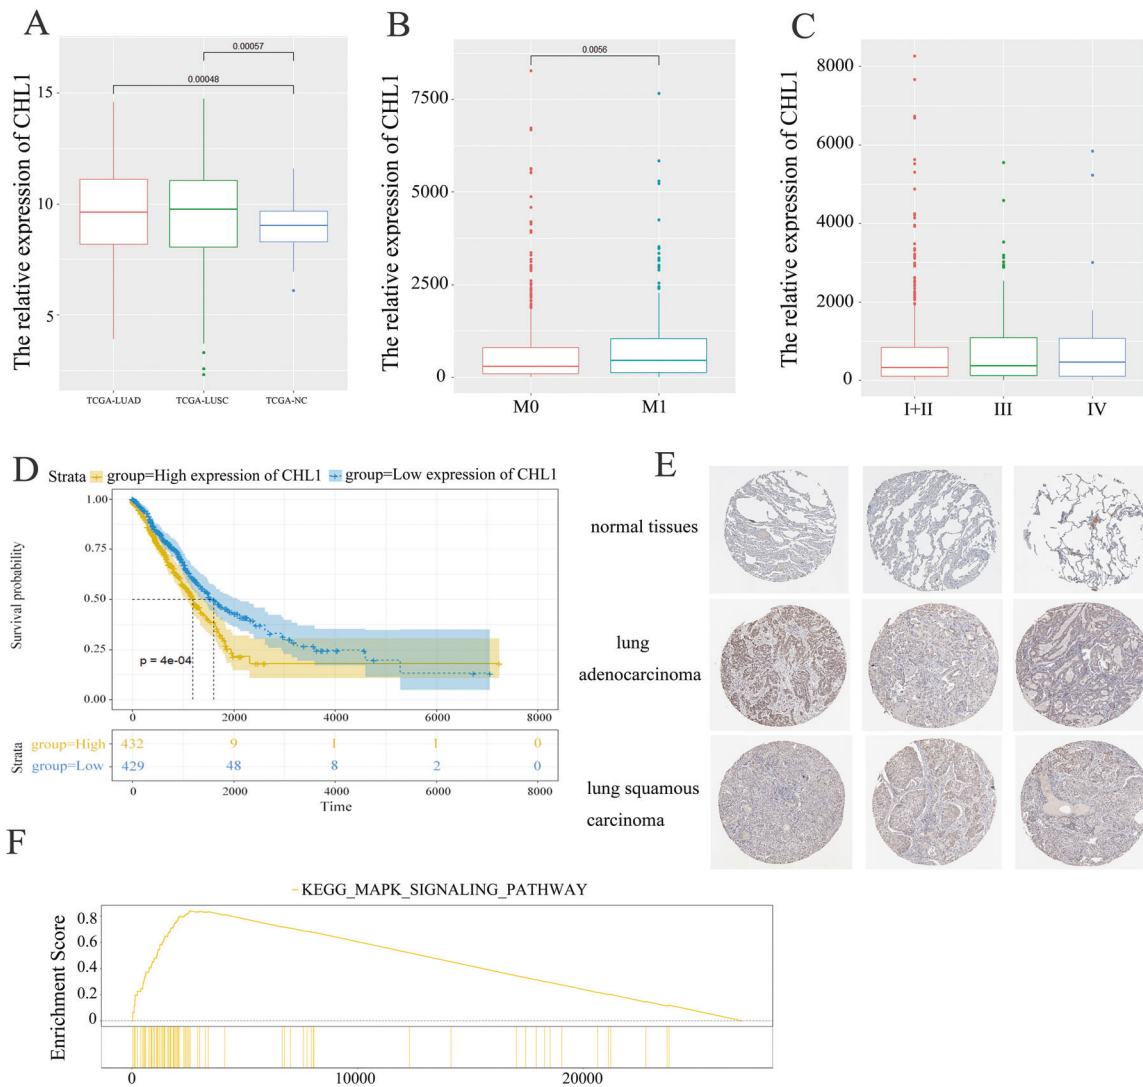 A
The relative expression of CHL1
15
10
5
0.00057
0.00048
TCGA-LUAD
TCGA-LUSC
TCGA-NC
B
The relative expression of CHL1
7500
5000
2500
0
0.0056
M0
M1
C
The relative expression of CHL1
8000
6000
4000
2000
0
I+II
III
IV
D
Strata group=High expression of CHL1 group=Low expression of CHL1
Survival probability
1.00
0.75
0.50
0.25
0.00
p = 4e-04
0 2000 4000 6000 8000
Strata
group=High 432 9 1 1 0
group=Low 429 48 8 2 0
0 2000 4000 6000 8000
Time
E
normal tissues
lung
adenocarcinoma
lung squamous
carcinoma
F
KEGG_MAPK_SIGNALING_PATHWAY
Enrichment Score
0.8
0.6
0.4
0.2
0
0 10000 20000